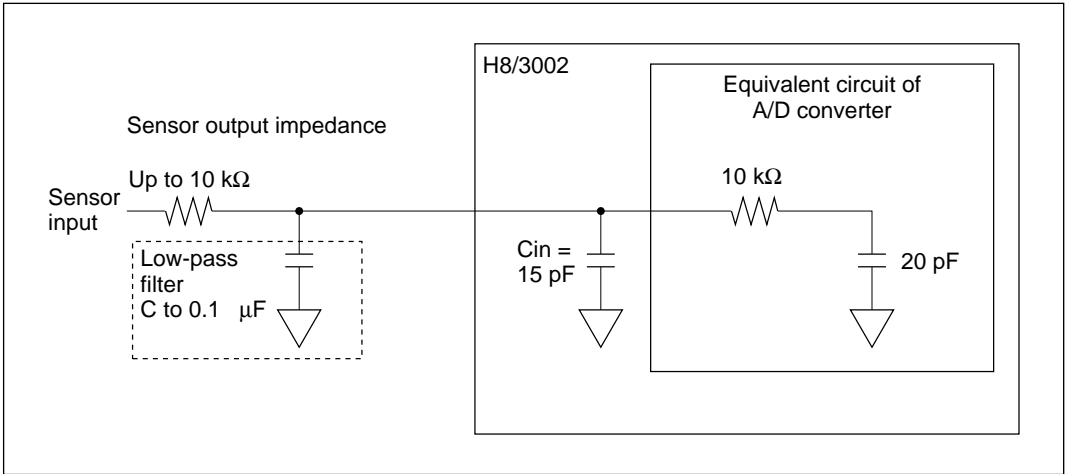 H8/3002
Equivalent circuit of
A/D converter
Sensor output impedance
Up to 10 kΩ
10 kΩ
Sensor
input
Low-pass
filter
C to 0.1 μF
Cin =
15 pF
20 pF